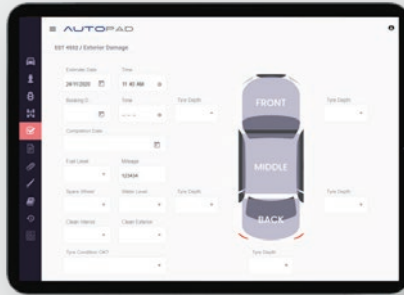 AUTOPAD
EST 4552 / Exterior Damage
Estimate Date
Time
24/11/2020
11:40 AM
Booking D.
Time
Tyre Depth
FRONT
Tyre Depth
Completion Date
Fuel Level
Mileage
123434
MIDDLE
Spare Wheel
Water Level
Tyre Depth
Tyre Depth
Clean Interior
Clean Exterior
BACK
Tyre Condition OK?
Tyre Depth